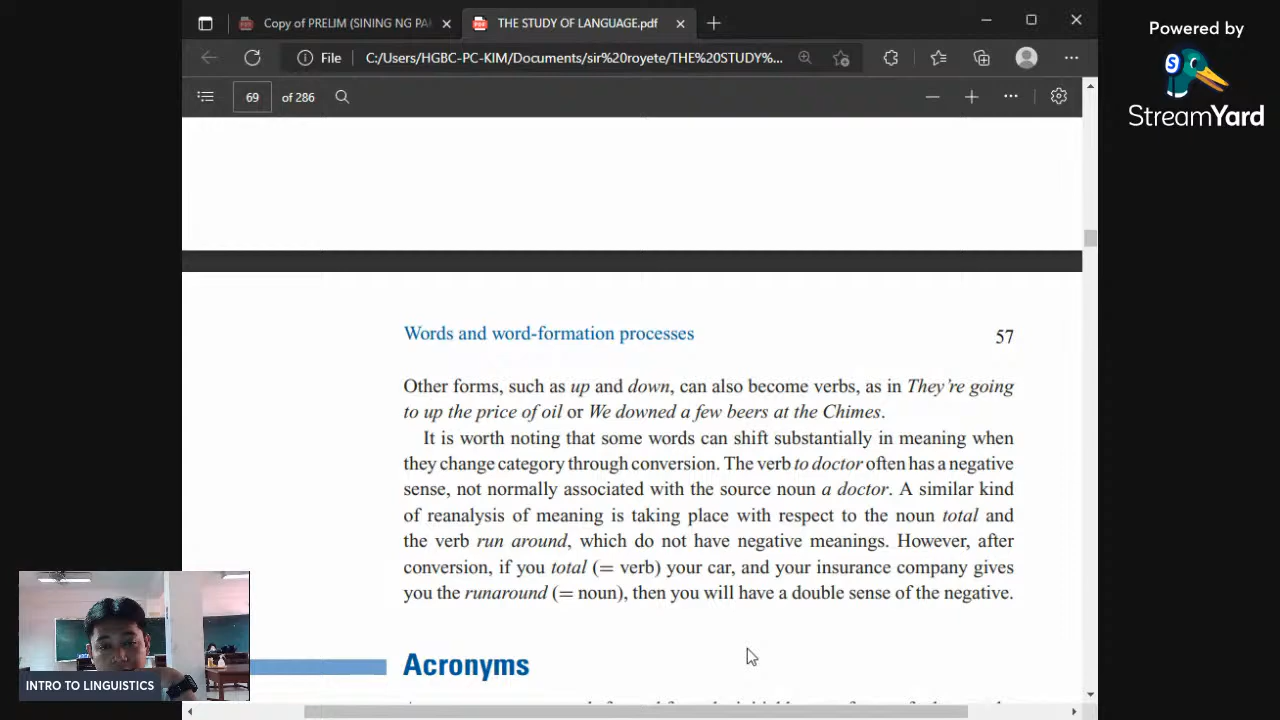 Copy of PRELIM (SINING NG PA
THE STUDY OF LANGUAGE.pdf
File
C:/Users/HGBC-PC-KIM/Documents/sir%20royete/THE%20STUDY%...
69 of 286
Powered by
StreamYard
Words and word-formation processes 57
Other forms, such as up and down, can also become verbs, as in They're going
to up the price of oil or We downed a few beers at the Chimes.
It is worth noting that some words can shift substantially in meaning when
they change category through conversion. The verb to doctor often has a negative
sense, not normally associated with the source noun a doctor. A similar kind
of reanalysis of meaning is taking place with respect to the noun total and
the verb run around, which do not have negative meanings. However, after
conversion, if you total (= verb) your car, and your insurance company gives
you the runaround (= noun), then you will have a double sense of the negative.
Acronyms
INTRO TO LINGUISTICS